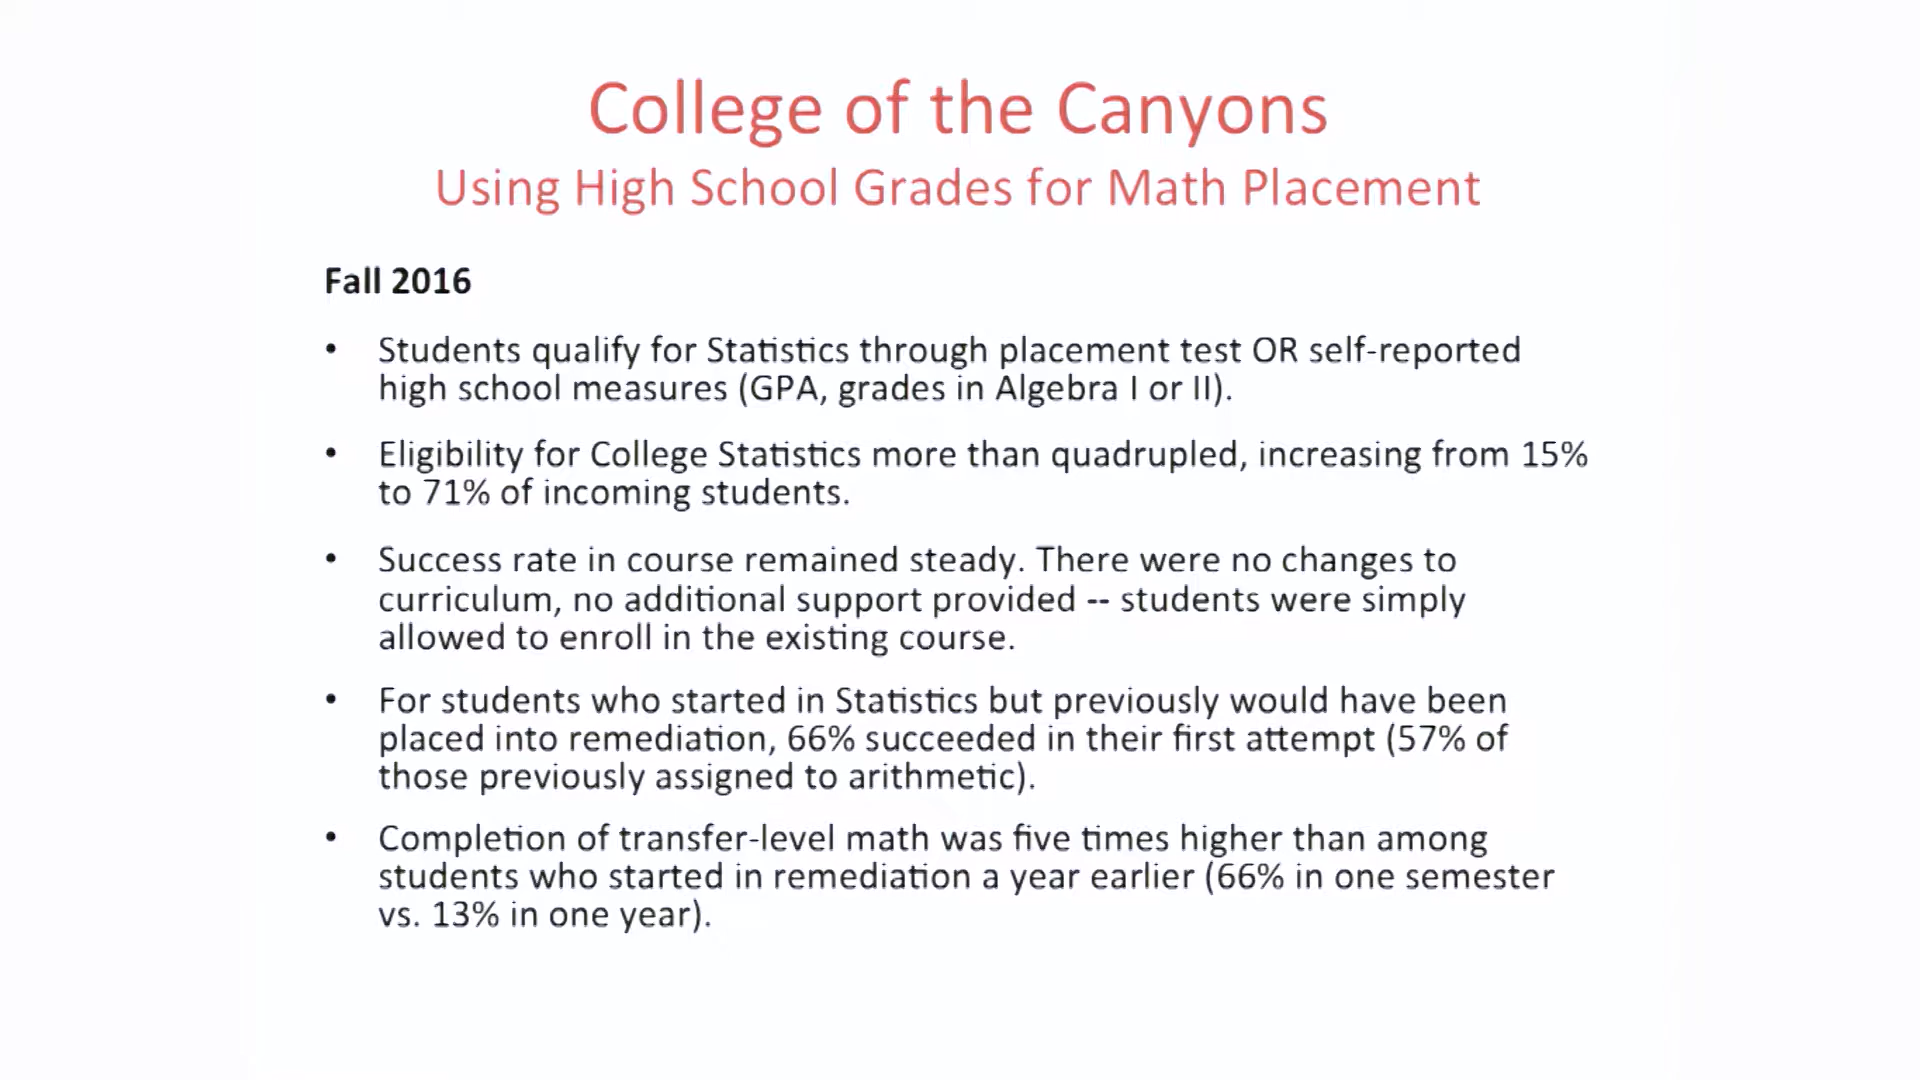 College of the Canyons
Using High School Grades for Math Placement
Fall 2016
• Students qualify for Statistics through placement test OR self-reported
high school measures (GPA, grades in Algebra I or II).
• Eligibility for College Statistics more than quadrupled, increasing from 15%
to 71% of incoming students.
• Success rate in course remained steady. There were no changes to
curriculum, no additional support provided -- students were simply
allowed to enroll in the existing course.
• For students who started in Statistics but previously would have been
placed into remediation, 66% succeeded in their first attempt (57% of
those previously assigned to arithmetic).
• Completion of transfer-level math was five times higher than among
students who started in remediation a year earlier (66% in one semester
vs. 13% in one year).